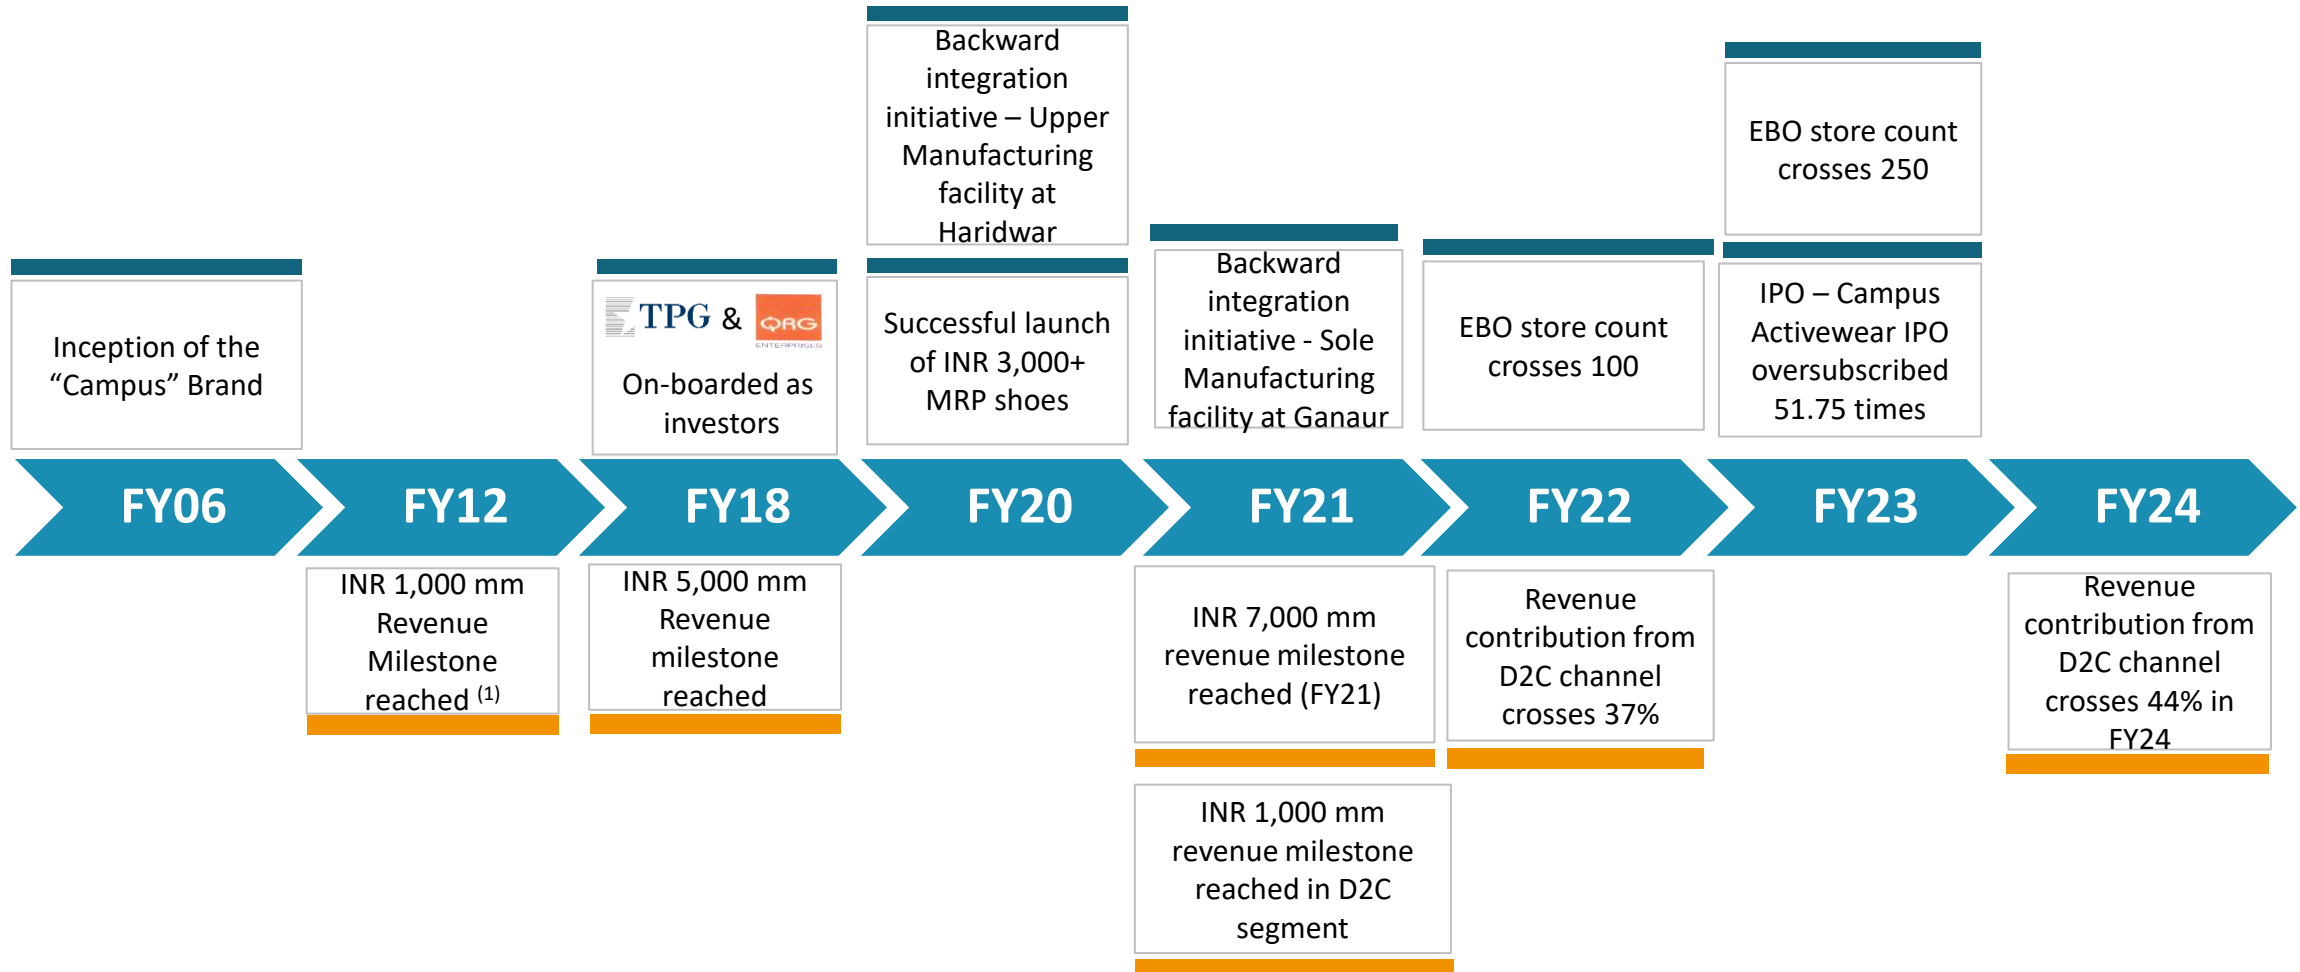 Backward
integration
initiative – Upper
Manufacturing
facility at
Haridwar
EBO store count
crosses 250
Inception of the
“Campus” Brand
TPG & QRG
ENTERPRISES
On-boarded as
investors
Successful launch
of INR 3,000+
MRP shoes
Backward
integration
initiative - Sole
Manufacturing
facility at Ganaur
EBO store count
crosses 100
IPO – Campus
Activewear IPO
oversubscribed
51.75 times
FY06
FY12
FY18
FY20
FY21
FY22
FY23
FY24
INR 1,000 mm
Revenue
Milestone
reached (1)
INR 5,000 mm
Revenue
milestone
reached
INR 7,000 mm
revenue milestone
reached (FY21)
Revenue
contribution from
D2C channel
crosses 37%
Revenue
contribution from
D2C channel
crosses 44% in
FY24
INR 1,000 mm
revenue milestone
reached in D2C
segment